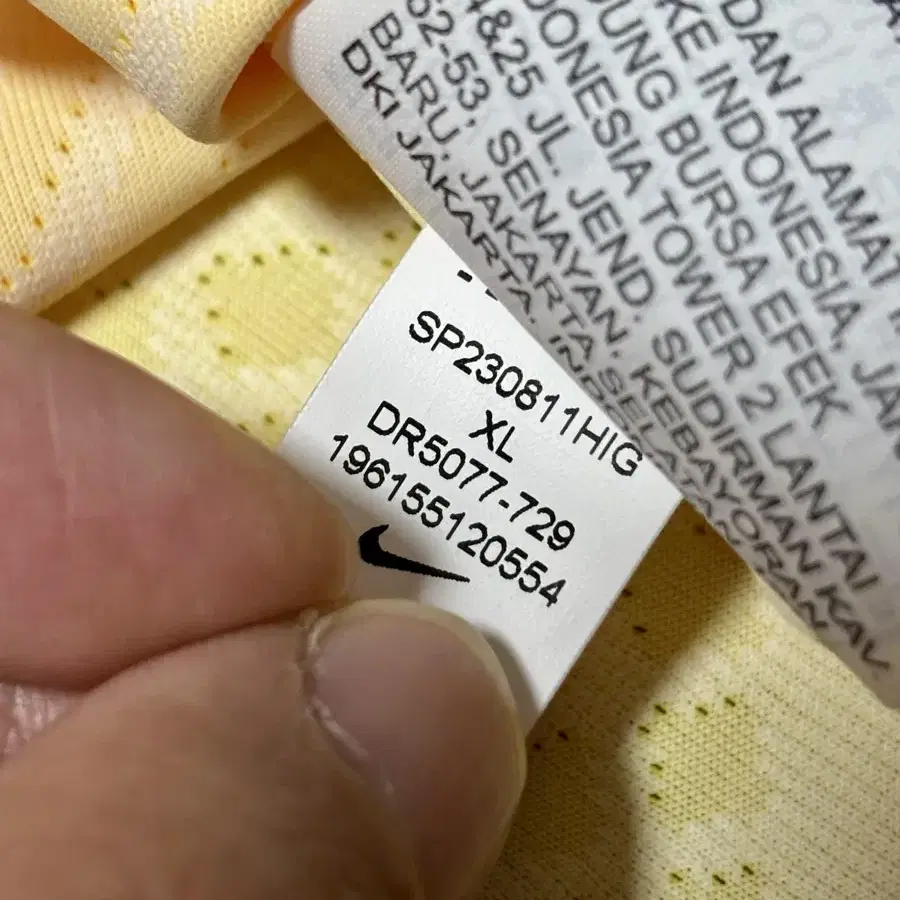 DAN ALAMAT
KE INDONESIA,
UNG BURSA EFEK
DONESIA TOWER 2 LANTAI
4&25 JL. JEND. SUDIRMAN KAV
52-53, SENAYAN, KEBAYORAN
BARU, JAKARTA SELATAN
DKI JAKARTA,
SP230811HIG
XL
DR5077-729
196155120554